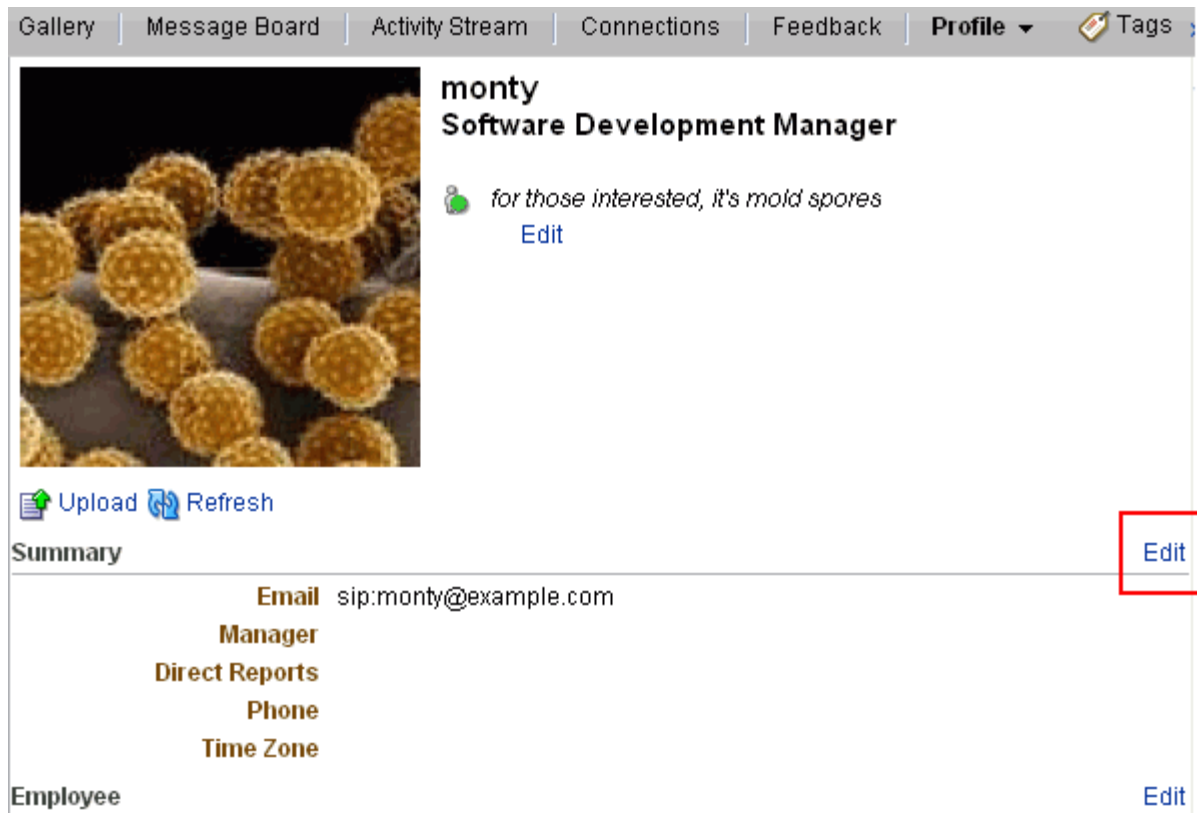 Gallery Message Board Activity Stream Connections Feedback Profile Tags
monty
Software Development Manager
for those interested, it's mold spores
Edit
Upload Refresh
Summary Edit
Email sip:monty@example.com
Manager
Direct Reports
Phone
Time Zone
Employee Edit